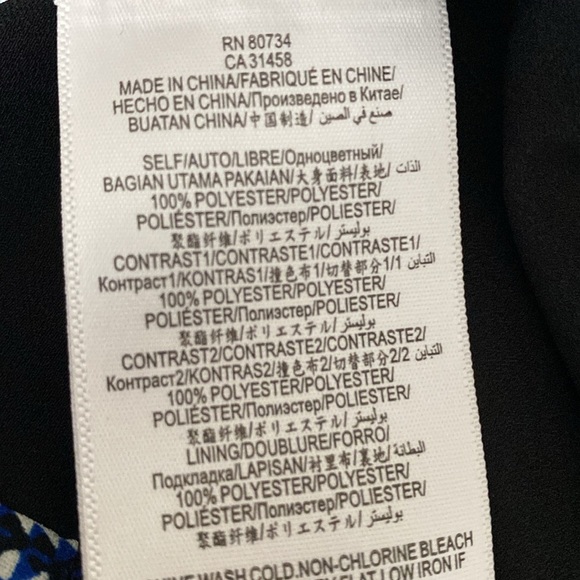 RN 80734
CA 31458
MADE IN CHINA/FABRIQUÉ EN CHINE/
HECHO EN CHINA/Произведено в Китае/
BUATAN CHINA/中国制造/ صنع في الصين
SELF/AUTO/LIBRE/Одноцветный/
BAGIAN UTAMA PAKAIAN/大身面料/表地/ الذات
100% POLYESTER/POLYESTER/
POLIÉSTER/Полиэстер/POLIESTER/
聚酯纤维/ポリエステル/ بوليستر
CONTRAST1/CONTRASTE1/CONTRASTE1/
Контраст1/KONTRAS1/撞色布1/切替部分1/1 التباين
100% POLYESTER/POLYESTER/
POLIÉSTER/Полиэстер/POLIESTER/
聚酯纤维/ポリエステル/ بوليستر
CONTRAST2/CONTRASTE2/CONTRASTE2/
Контраст2/KONTRAS2/撞色布2/切替部分2/2 التباين
100% POLYESTER/POLYESTER/
POLIÉSTER/Полиэстер/POLIESTER/
聚酯纤维/ポリエステル/ بوليستر
LINING/DOUBLURE/FORRO/
Подкладка/LAPISAN/衬里布/裏地/ البطانة
100% POLYESTER/POLYESTER/
POLIÉSTER/Полиэстер/POLIESTER/
聚酯纤维/ポリエステル/ بوليستر
WASH COLD.NON-CHLORINE BLEACH
FLAT LOW IRON IF